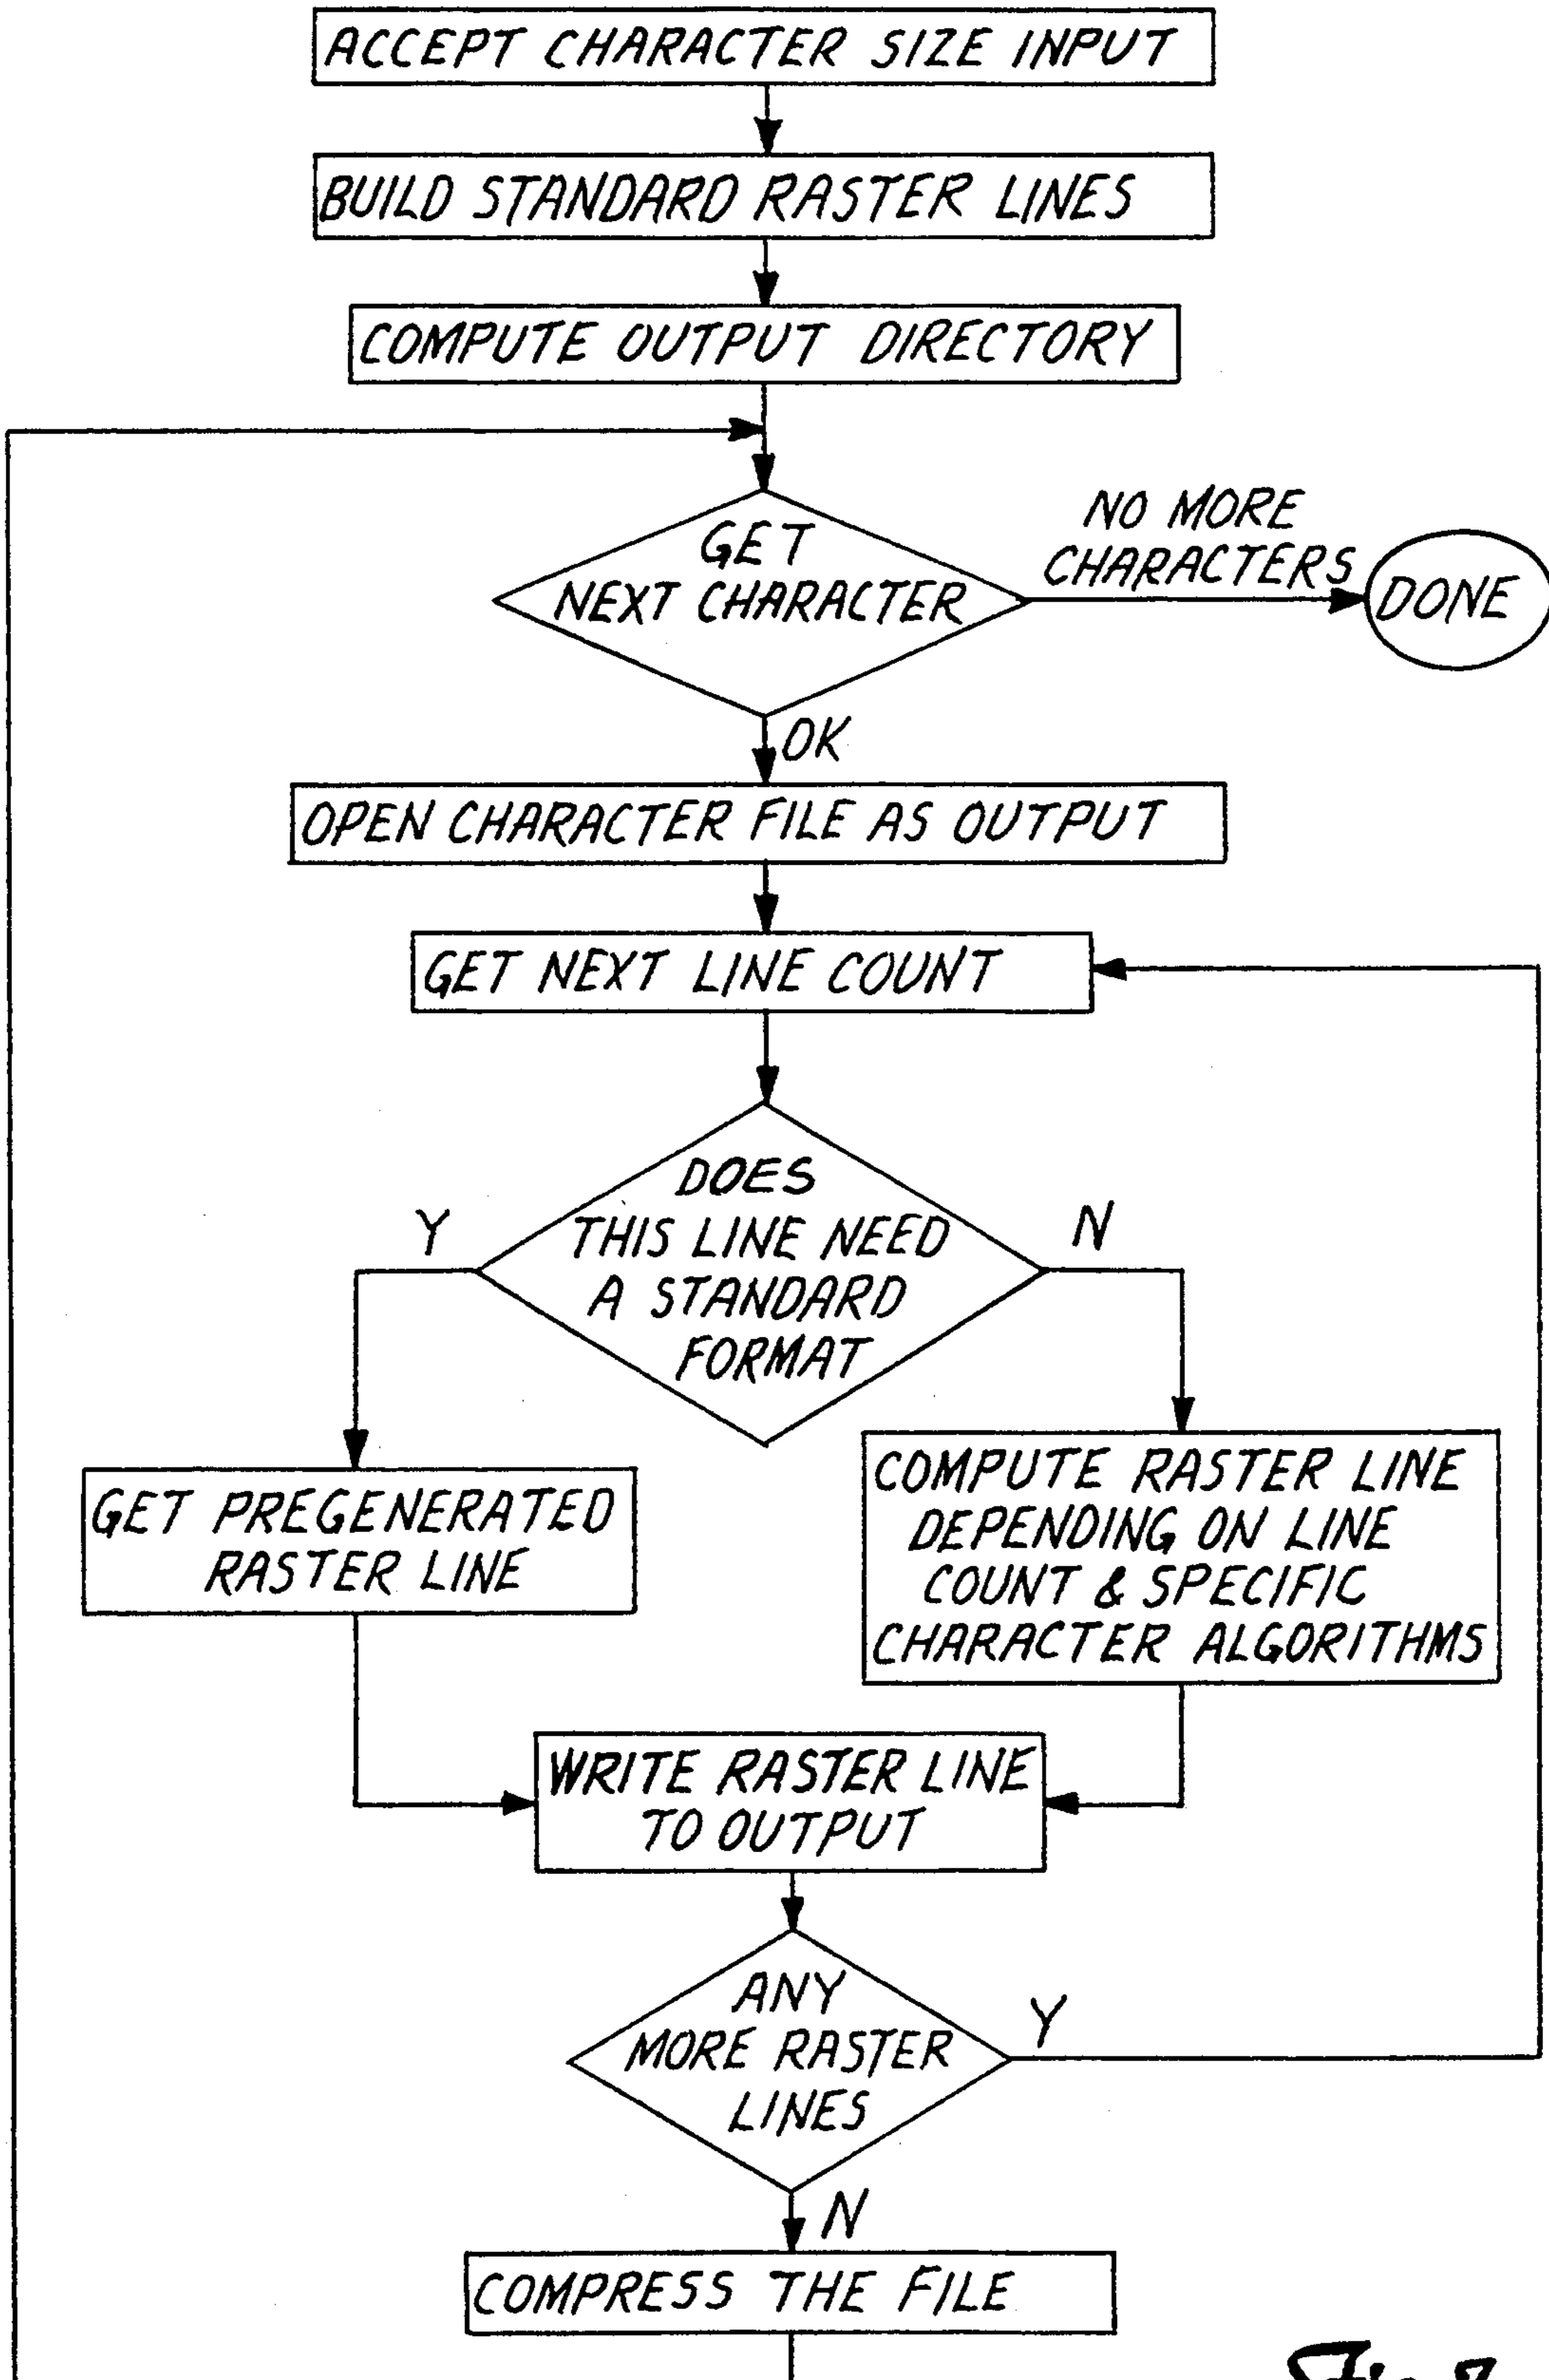 ACCEPT CHARACTER SIZE INPUT
BUILD STANDARD RASTER LINES
COMPUTE OUTPUT DIRECTORY
GET
NEXT CHARACTER
NO MORE
CHARACTERS
DONE
OK
OPEN CHARACTER FILE AS OUTPUT
GET NEXT LINE COUNT
DOES
THIS LINE NEED
A STANDARD
FORMAT
Y
N
GET PREGENERATED
RASTER LINE
COMPUTE RASTER LINE
DEPENDING ON LINE
COUNT & SPECIFIC
CHARACTER ALGORITHMS
WRITE RASTER LINE
TO OUTPUT
ANY
MORE RASTER
LINES
Y
N
COMPRESS THE FILE